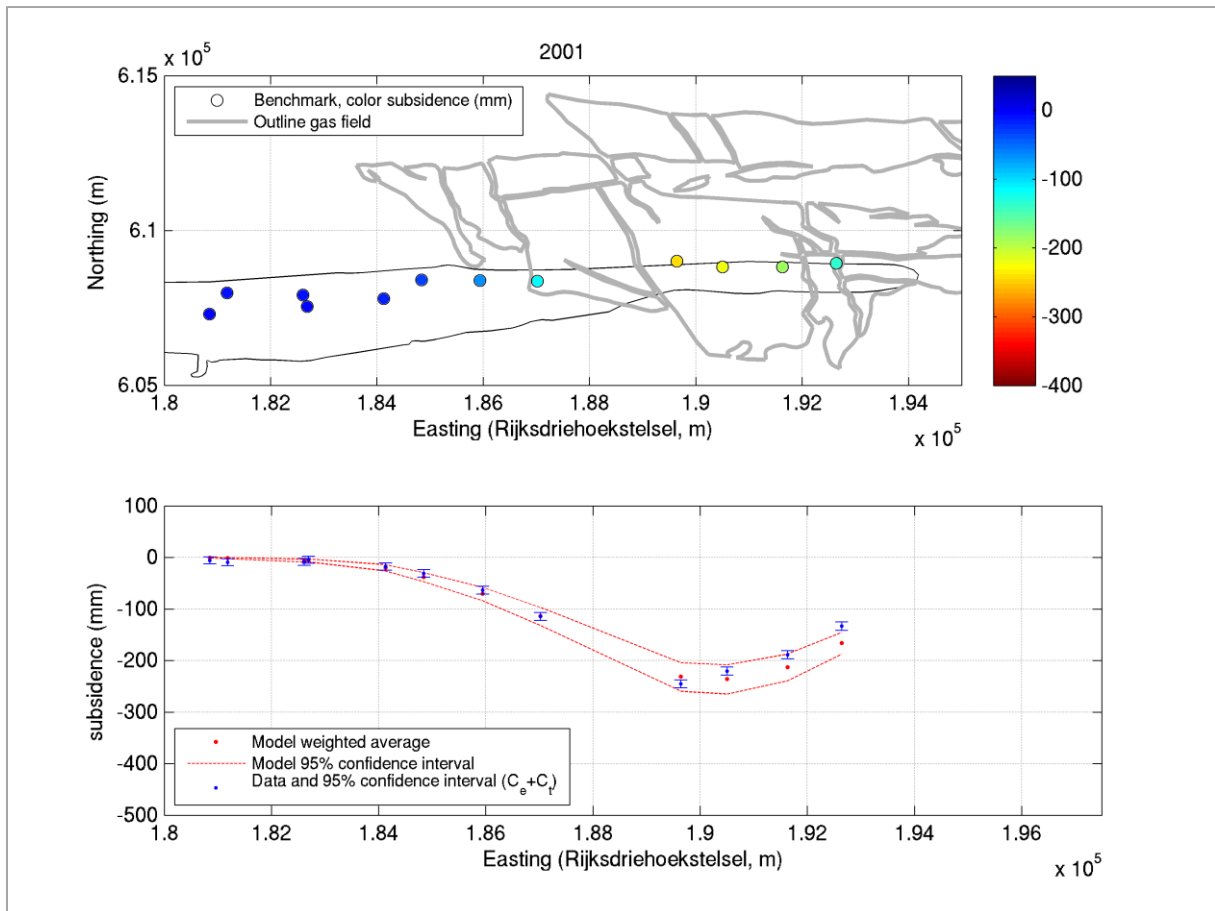 x 10^5
2001
6.15
6.1
6.05
Northing (m)
Benchmark, color subsidence (mm)
Outline gas field
0
-100
-200
-300
-400
1.8 1.82 1.84 1.86 1.88 1.9 1.92 1.94
Easting (Rijksdriehoekstelsel, m)
x 10^5
100
0
-100
-200
-300
-400
-500
subsidence (mm)
Model weighted average
Model 95% confidence interval
Data and 95% confidence interval (C_e+C_t)
1.8 1.82 1.84 1.86 1.88 1.9 1.92 1.94 1.96
Easting (Rijksdriehoekstelsel, m)
x 10^5